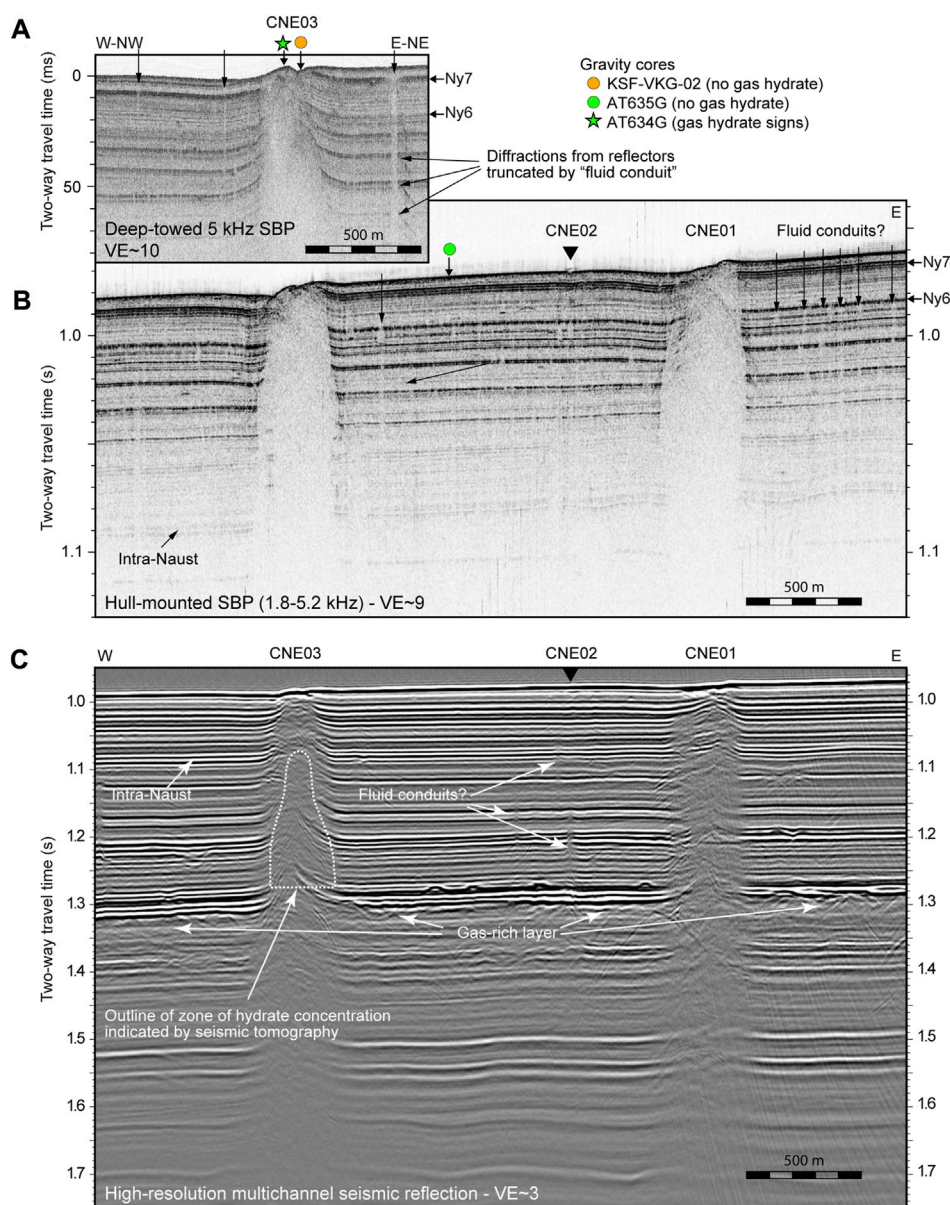 A
CNE03
W-NW
E-NE
Gravity cores
KSF-VKG-02 (no gas hydrate)
AT635G (no gas hydrate)
AT634G (gas hydrate signs)
Two-way travel time (ms)
0
50
Ny7
Ny6
Diffractions from reflectors
truncated by "fluid conduit"
Deep-towed 5 kHz SBP
VE~10
500 m
B
CNE02
CNE01
Fluid conduits?
E
Ny7
Ny6
Two-way travel time (s)
1.0
1.1
1.0
1.1
Intra-Naust
Hull-mounted SBP (1.8-5.2 kHz) - VE~9
500 m
C
W
CNE03
CNE02
CNE01
E
Two-way travel time (s)
1.0
1.1
1.2
1.3
1.4
1.5
1.6
1.7
1.0
1.1
1.2
1.3
1.4
1.5
1.6
1.7
Intra-Naust
Fluid conduits?
Gas-rich layer
Outline of zone of hydrate concentration
indicated by seismic tomography
500 m
High-resolution multichannel seismic reflection - VE~3